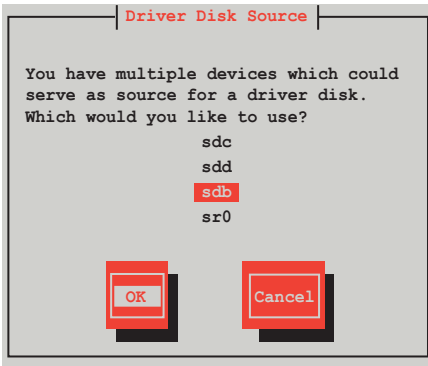 Driver Disk Source
You have multiple devices which could
serve as source for a driver disk.
Which would you like to use?
sdc
sdd
sdb
sr0
OK Cancel